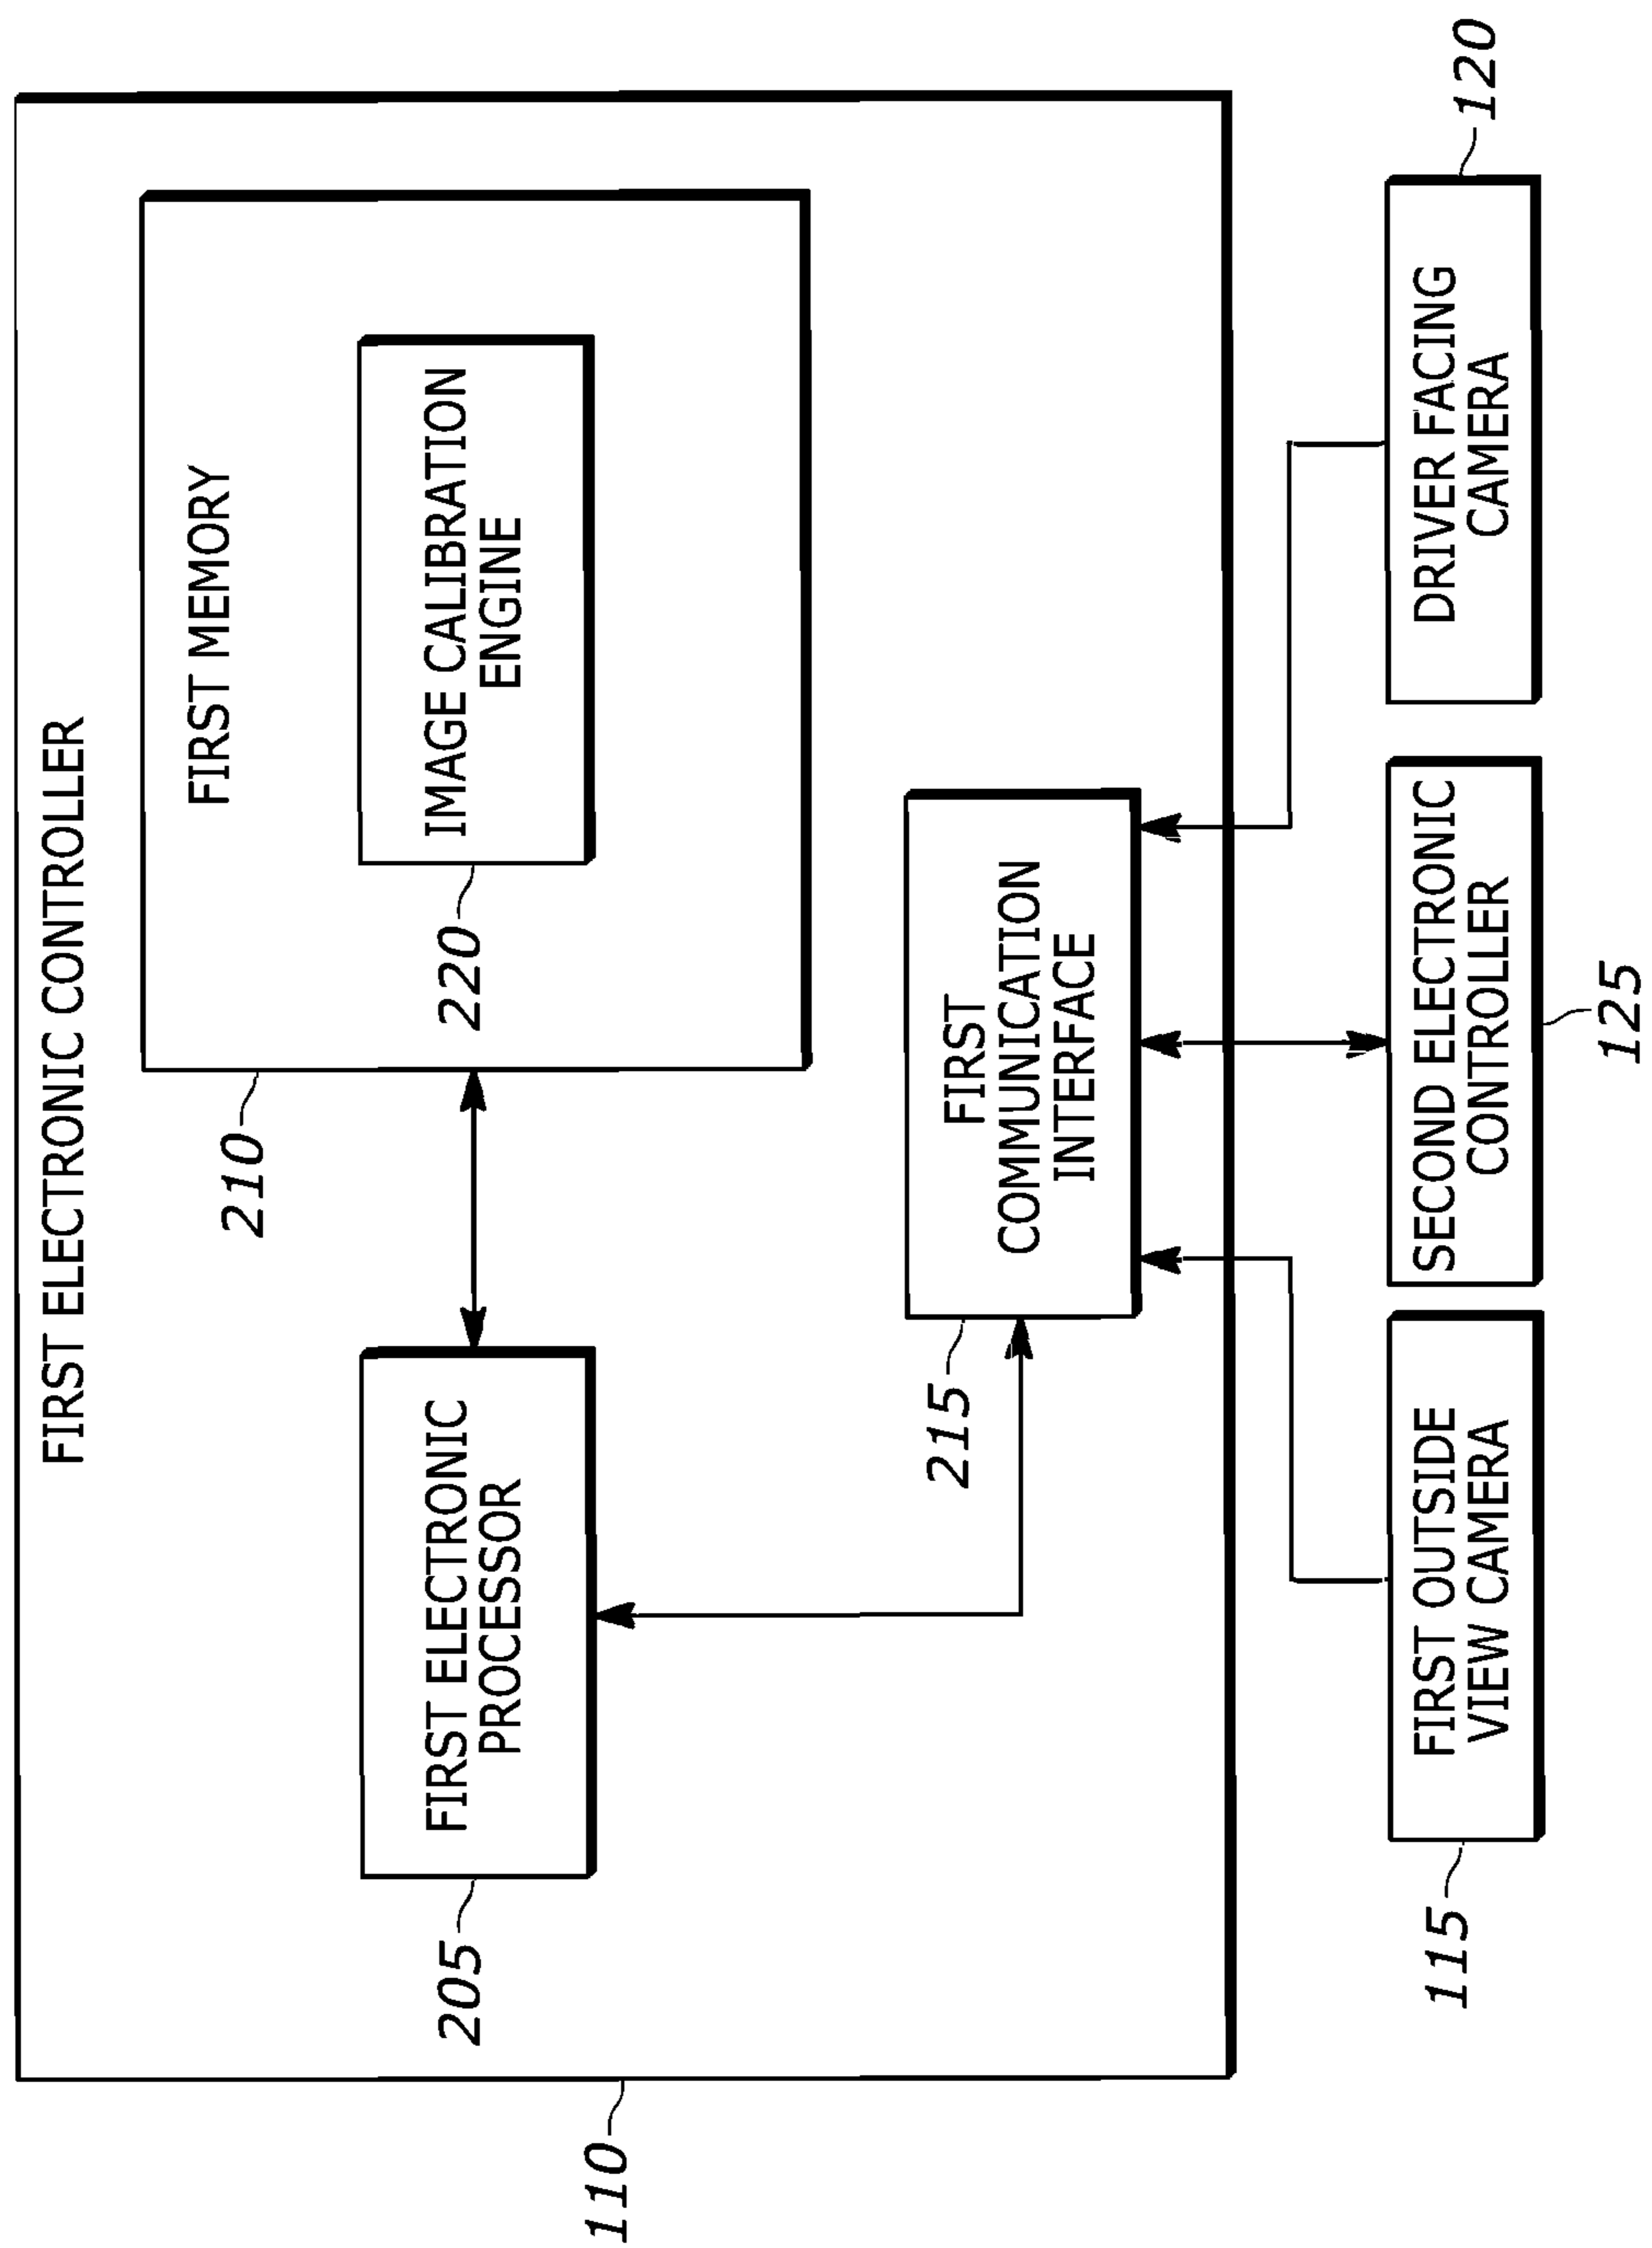 FIRST ELECTRONIC CONTROLLER
FIRST MEMORY
210
FIRST ELECTRONIC
PROCESSOR
205
IMAGE CALIBRATION
ENGINE
220
110
FIRST
COMMUNICATION
INTERFACE
215
FIRST OUTSIDE
VIEW CAMERA
115
SECOND ELECTRONIC
CONTROLLER
125
DRIVER FACING
CAMERA
120